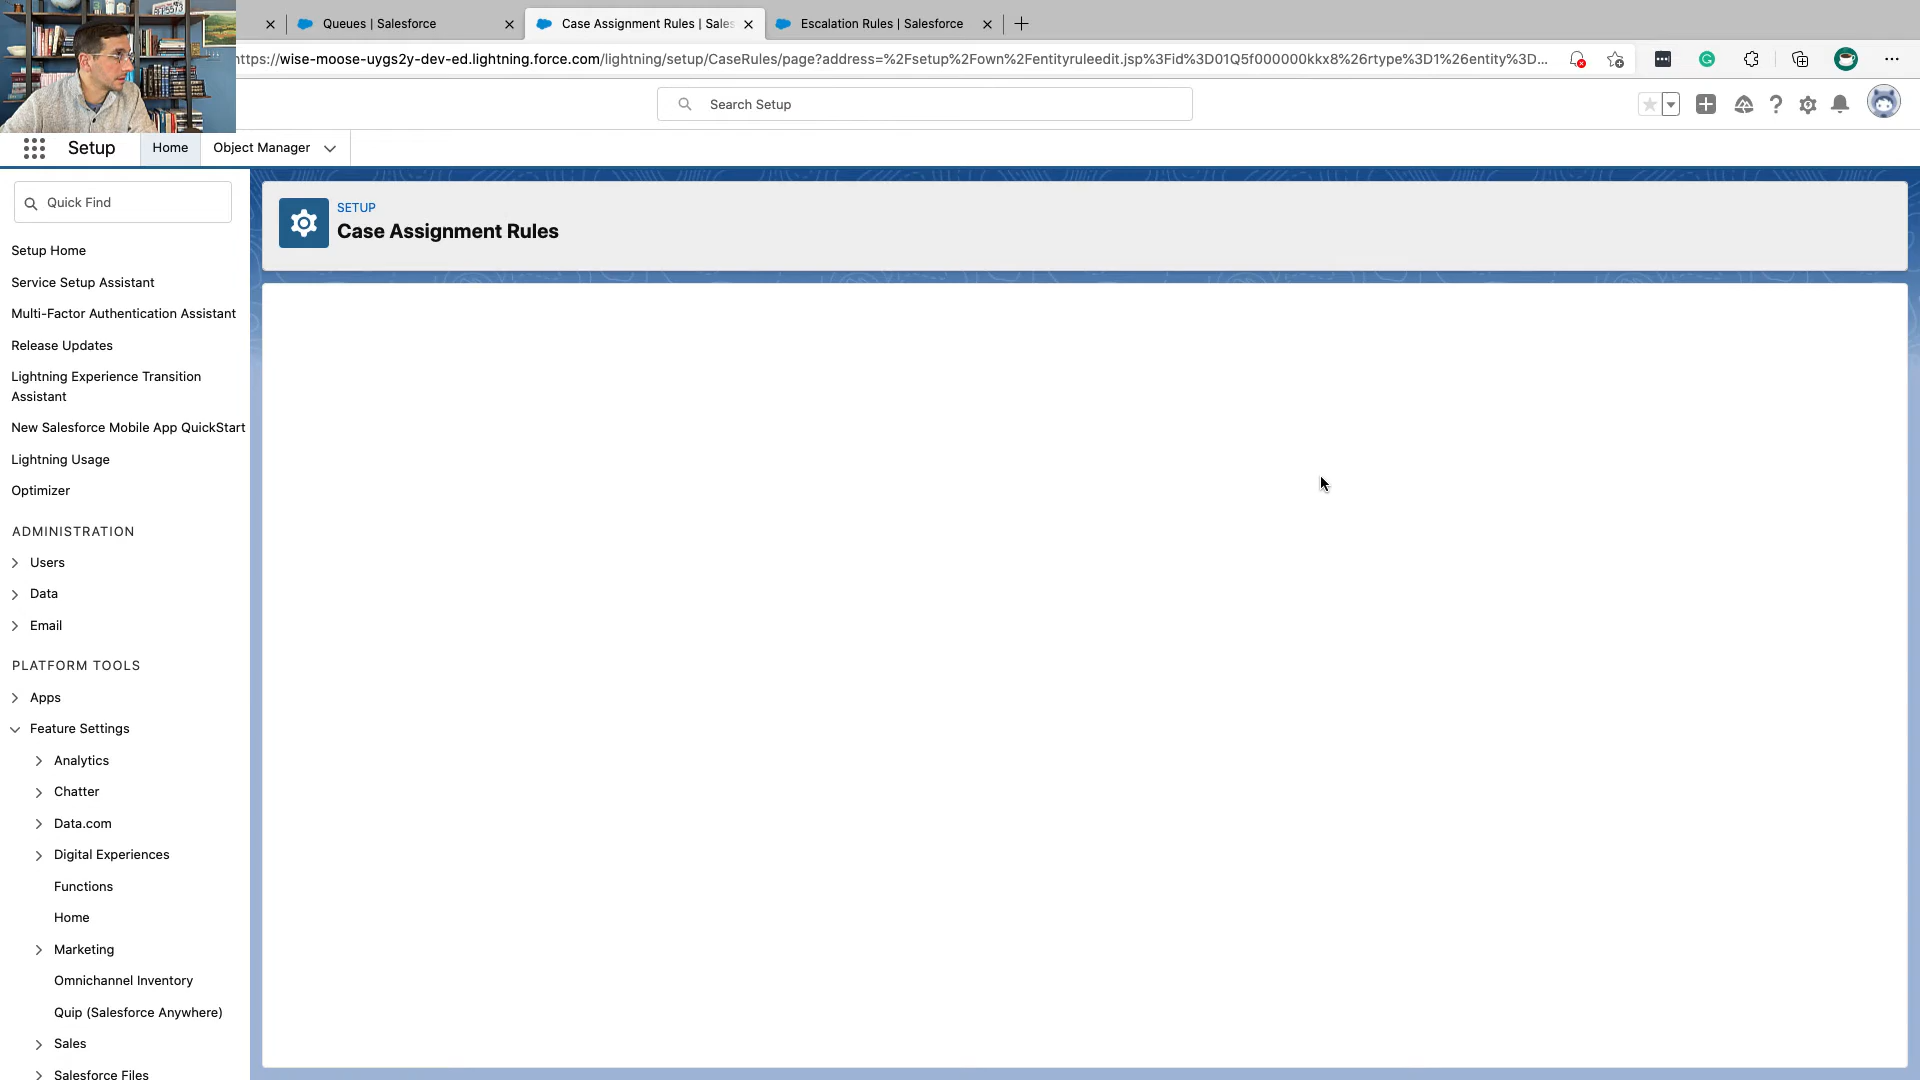 Queues | Salesforce
Case Assignment Rules | Sales
Escalation Rules | Salesforce
https://wise-moose-uygs2y-dev-ed.lightning.force.com/lightning/setup/CaseRules/page?address=%2Fsetup%2Fown%2Fentityruleedit.jsp%3Fid%3D01Q5f000000kkx8%26rtype%3D1%26entity%3D...
Search Setup
Setup
Home
Object Manager
Quick Find
SETUP
Case Assignment Rules
Setup Home
Service Setup Assistant
Multi-Factor Authentication Assistant
Release Updates
Lightning Experience Transition
Assistant
New Salesforce Mobile App QuickStart
Lightning Usage
Optimizer
ADMINISTRATION
Users
Data
Email
PLATFORM TOOLS
Apps
Feature Settings
Analytics
Chatter
Data.com
Digital Experiences
Functions
Home
Marketing
Omnichannel Inventory
Quip (Salesforce Anywhere)
Sales
Salesforce Files